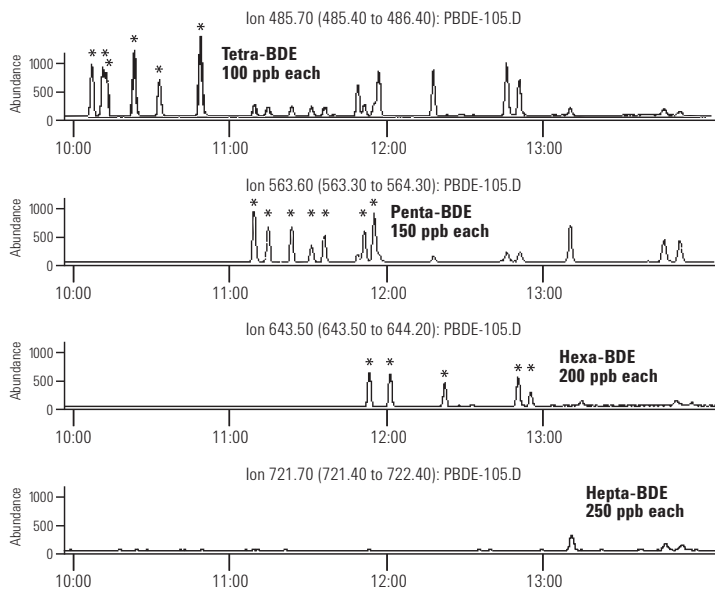 Ion 485.70 (485.40 to 486.40): PBDE-105.D
Abundance
1000
500
0
* * * * * *
Tetra-BDE
100 ppb each
10:00 11:00 12:00 13:00
Ion 563.60 (563.30 to 564.30): PBDE-105.D
Abundance
1000
500
0
* * * * * * *
Penta-BDE
150 ppb each
10:00 11:00 12:00 13:00
Ion 643.50 (643.50 to 644.20): PBDE-105.D
Abundance
1000
500
0
* * * * *
Hexa-BDE
200 ppb each
10:00 11:00 12:00 13:00
Ion 721.70 (721.40 to 722.40): PBDE-105.D
Abundance
1000
500
0
Hepta-BDE
250 ppb each
10:00 11:00 12:00 13:00